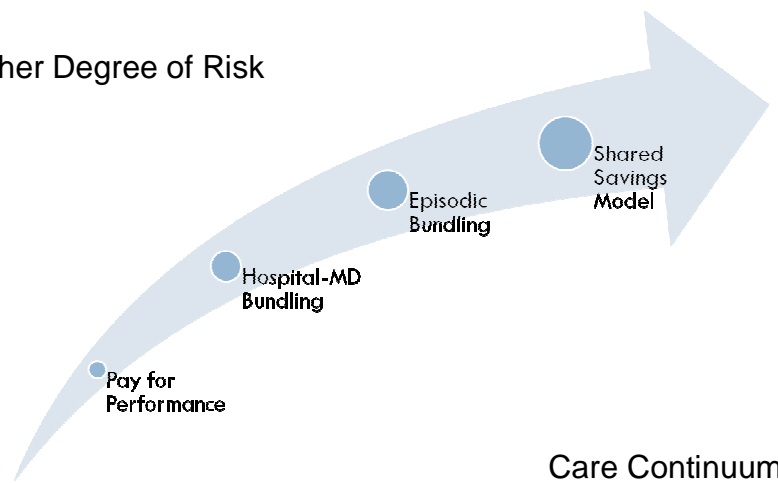 her Degree of Risk
Shared
Savings
Model
Episodic
Bundling
Hospital-MD
Bundling
Pay for
Performance
Care Continuum